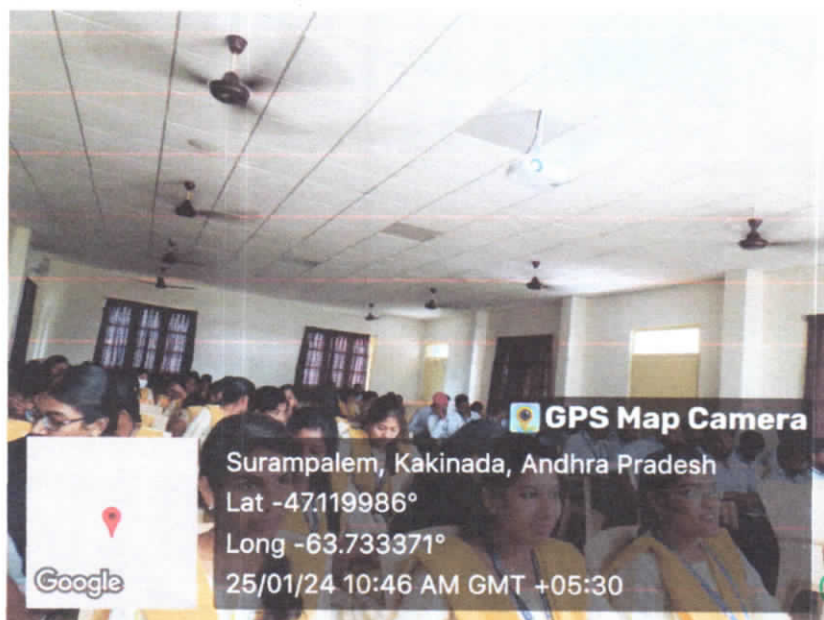 GPS Map Camera
Surampalem, Kakinada, Andhra Pradesh
Lat -47.119986°
Long -63.733371°
25/01/24 10:46 AM GMT +05:30
Google